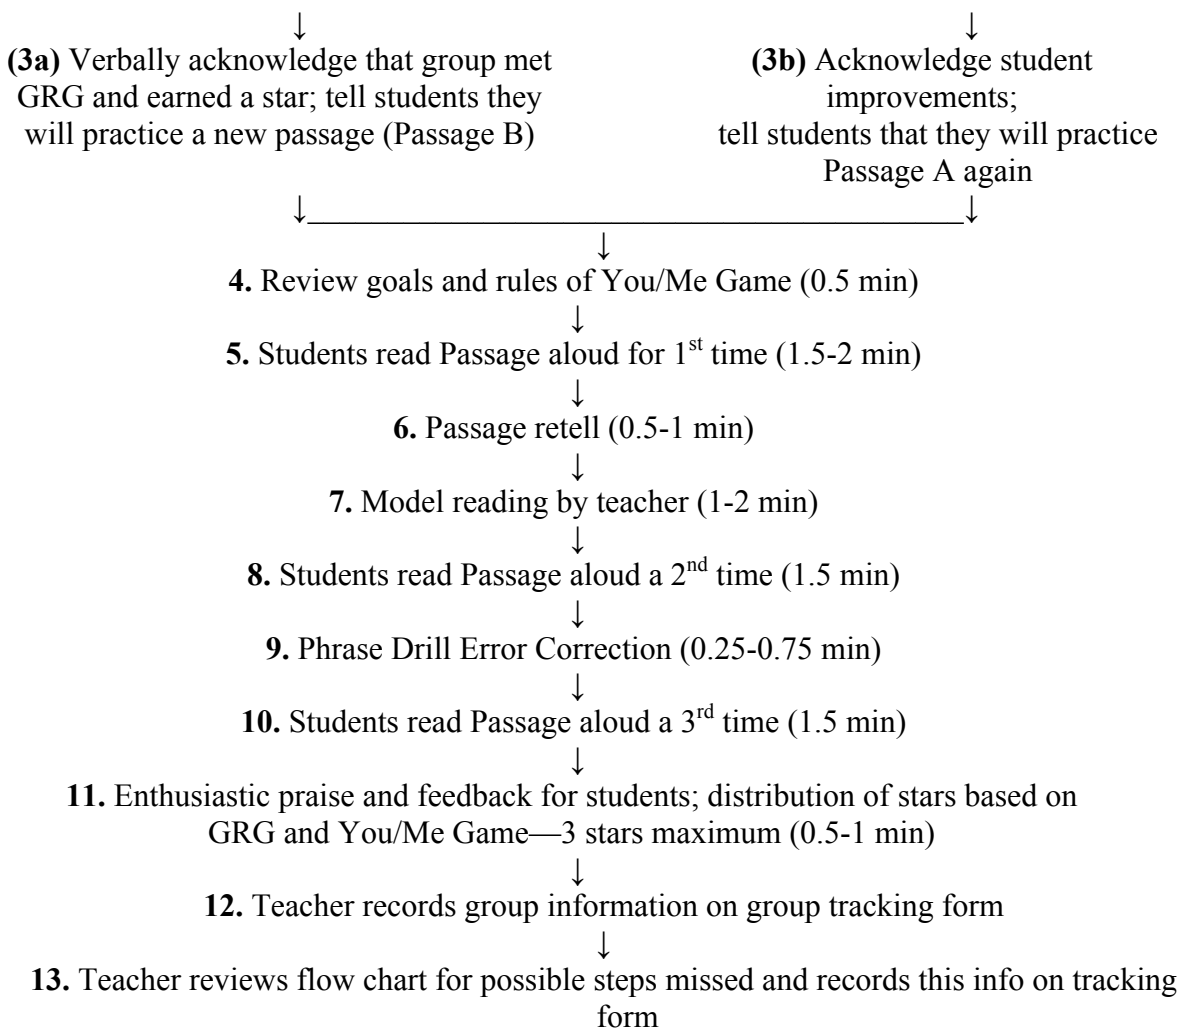 ↓ ↓
(3a) Verbally acknowledge that group met
GRG and earned a star; tell students they
will practice a new passage (Passage B)
(3b) Acknowledge student
improvements;
tell students that they will practice
Passage A again
↓ ↓
↓
4. Review goals and rules of You/Me Game (0.5 min)
↓
5. Students read Passage aloud for 1st time (1.5-2 min)
↓
6. Passage retell (0.5-1 min)
↓
7. Model reading by teacher (1-2 min)
↓
8. Students read Passage aloud a 2nd time (1.5 min)
↓
9. Phrase Drill Error Correction (0.25-0.75 min)
↓
10. Students read Passage aloud a 3rd time (1.5 min)
↓
11. Enthusiastic praise and feedback for students; distribution of stars based on
GRG and You/Me Game—3 stars maximum (0.5-1 min)
↓
12. Teacher records group information on group tracking form
↓
13. Teacher reviews flow chart for possible steps missed and records this info on tracking
form